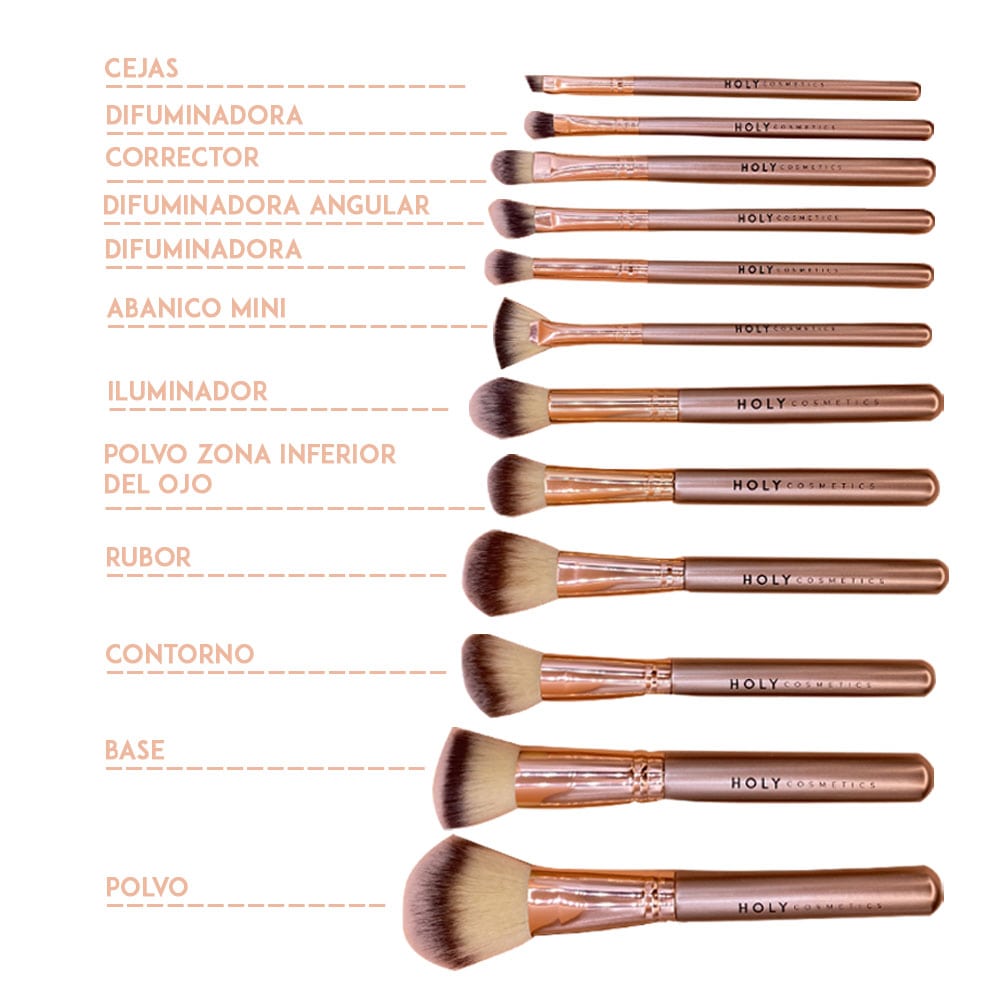 CEJAS
HOLY COSMETICS
DIFUMINADORA
HOLY COSMETICS
CORRECTOR
HOLY COSMETICS
DIFUMINADORA ANGULAR
HOLY COSMETICS
DIFUMINADORA
HOLY COSMETICS
ABANICO MINI
HOLY COSMETICS
ILUMINADOR
HOLY COSMETICS
POLVO ZONA INFERIOR
DEL OJO
HOLY COSMETICS
RUBOR
HOLY COSMETICS
CONTORNO
HOLY COSMETICS
BASE
HOLY COSMETICS
POLVO
HOLY COSMETICS